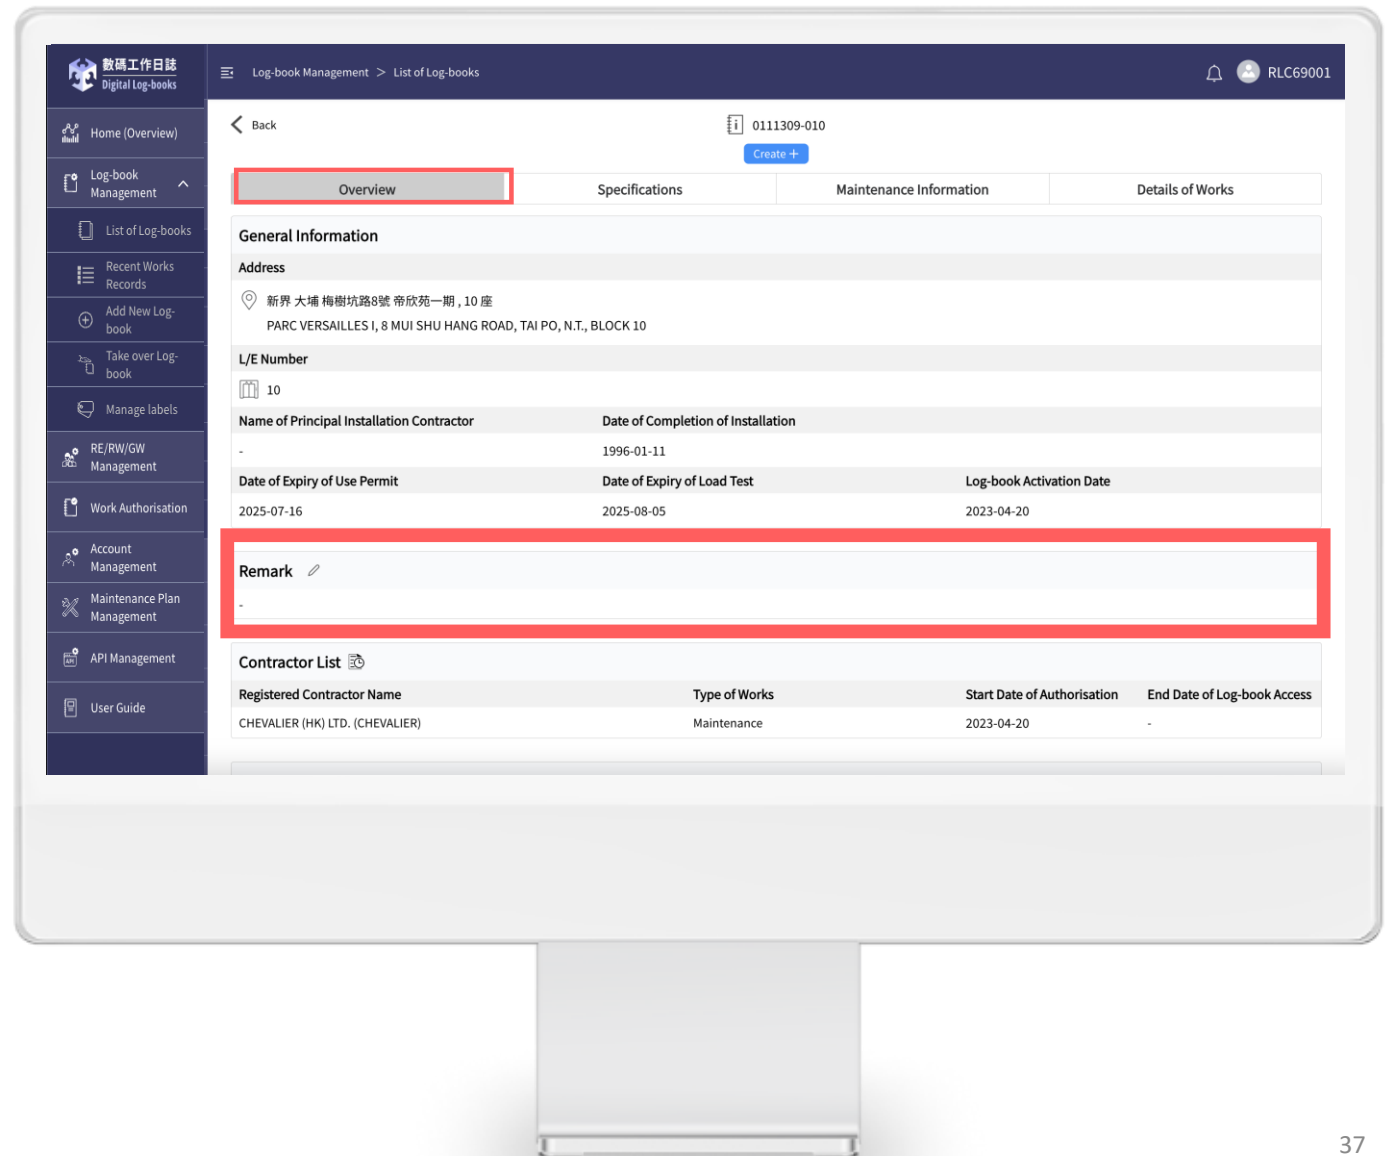 數碼工作日誌
Digital Log-books
Log-book Management > List of Log-books
RLC69001
Home (Overview)
Log-book
Management
List of Log-books
Recent Works
Records
Add New Log-
book
Take over Log-
book
Manage labels
RE/RW/GW
Management
Work Authorisation
Account
Management
Maintenance Plan
Management
API Management
User Guide
Back
0111309-010
Create +
Overview Specifications Maintenance Information Details of Works
General Information
Address
新界 大埔 梅樹坑路8號 帝欣苑一期 , 10 座
PARC VERSAILLES I, 8 MUI SHU HANG ROAD, TAI PO, N.T., BLOCK 10
L/E Number
10
Name of Principal Installation Contractor Date of Completion of Installation
- 1996-01-11
Date of Expiry of Use Permit Date of Expiry of Load Test Log-book Activation Date
2025-07-16 2025-08-05 2023-04-20
Remark
-
Contractor List
Registered Contractor Name Type of Works Start Date of Authorisation End Date of Log-book Access
CHEVALIER (HK) LTD. (CHEVALIER) Maintenance 2023-04-20 -
37